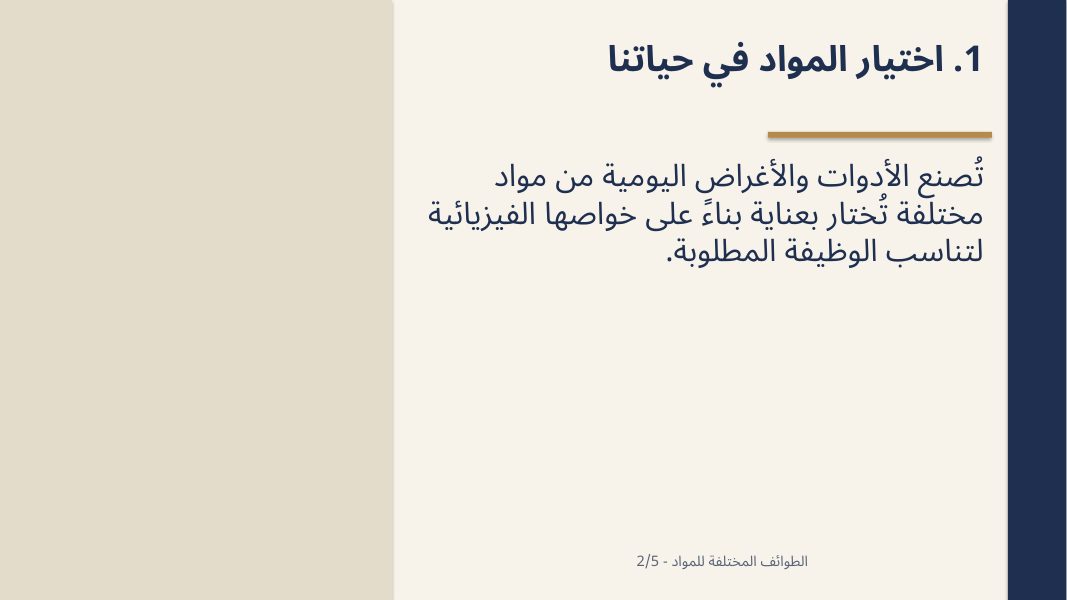 1. اختيار المواد في حياتنا
تُصنع الأدوات والأغراض اليومية من مواد
مختلفة تُختار بعناية بناءً على خواصها الفيزيائية
لتناسب الوظيفة المطلوبة.
الطوائف المختلفة للمواد - 2/5